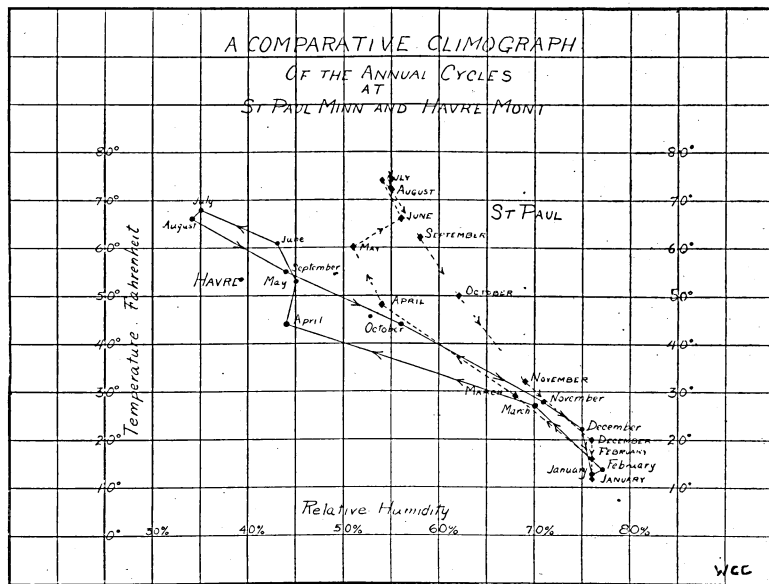 A COMPARATIVE CLIMOGRAPH
OF THE ANNUAL CYCLES
AT
ST PAUL MINN AND HAVRE MONT
80° 80°
JULY
70° AUGUST 70°
July
August JUNE ST PAUL
June SEPTEMBER
60° MAY 60°
September
HAVRE May
50° APRIL OCTOBER 50°
April October
40° 40°
Temperature Fahrenheit
NOVEMBER
30° MARCH November 30°
March
December
20° DECEMBER 20°
FEBRUARY
January February
JANUARY
10° 10°
Relative Humidity
0° 30% 40% 50% 60% 70% 80% 0°
WCC